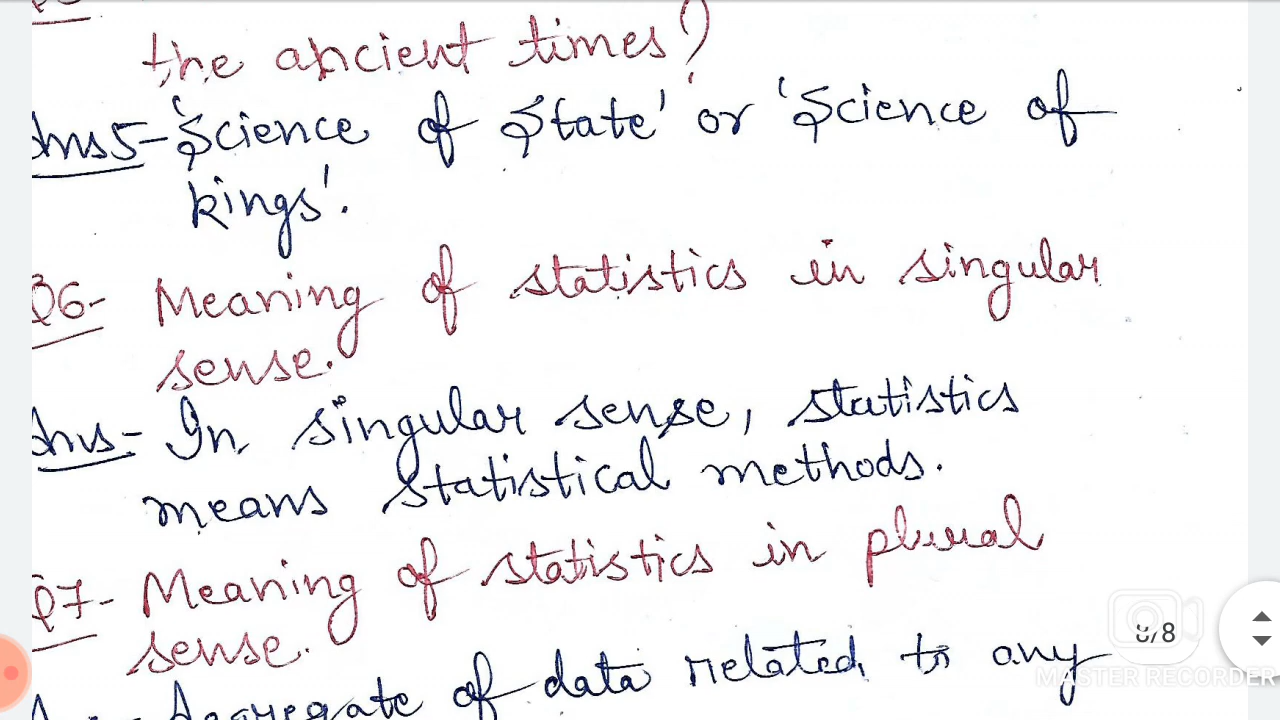 the ancient times?
Ans5- 'Science of State' or 'Science of
kings'.
Q6- Meaning of statistics in singular
sense.
Ans- In singular sense, statistics
means statistical methods.
Q7- Meaning of statistics in plural
sense.
Aggregate of data related to any
8/8
MASTER RECORDER